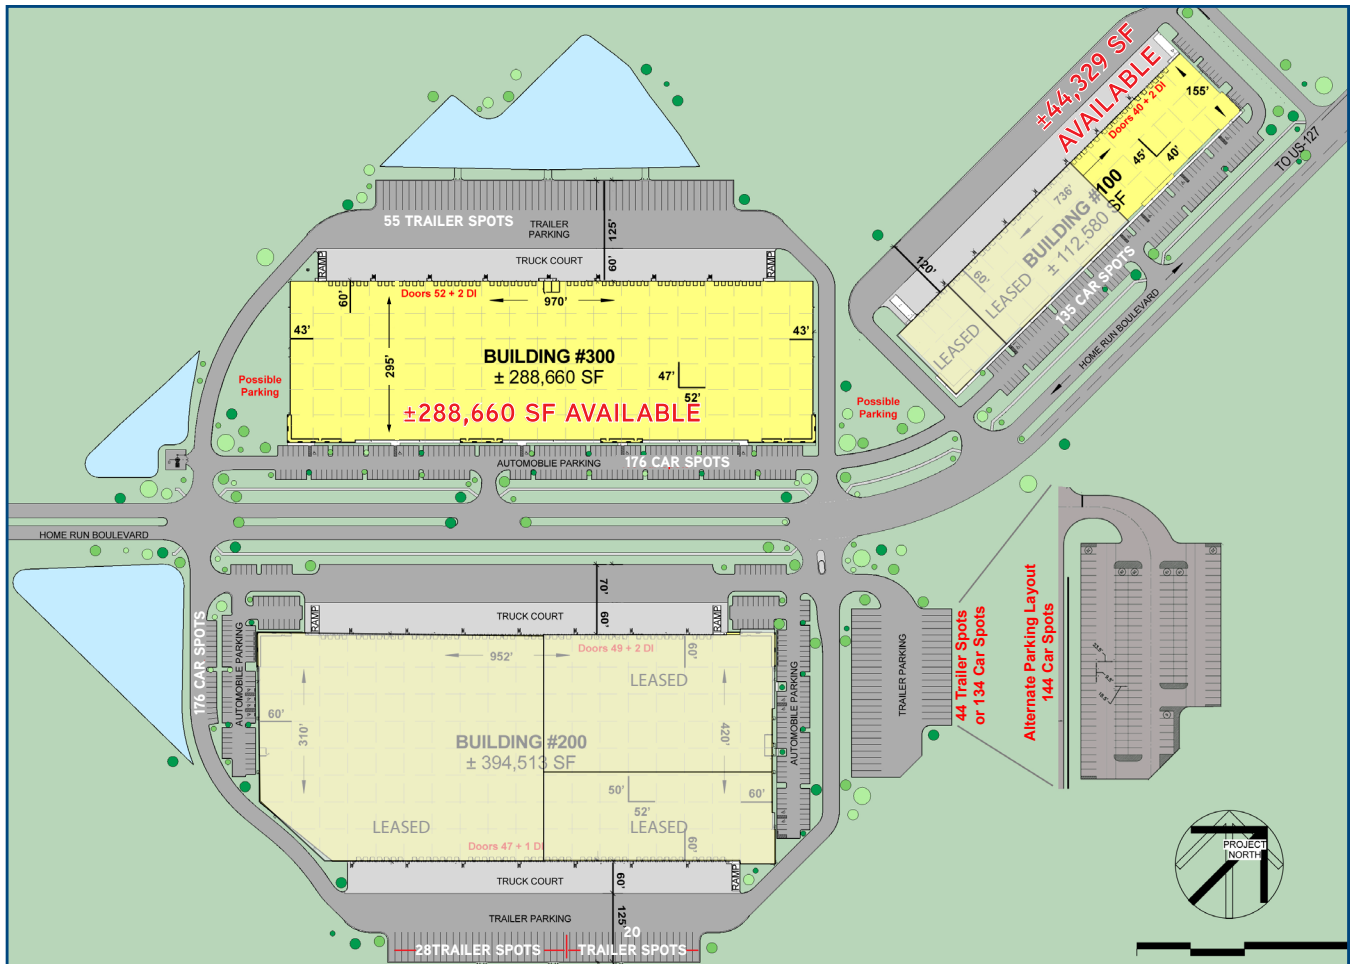 ±44,329 SF
AVAILABLE
Doors 40 + 2 DI
155'
45'
40'
TO US-127
736'
BUILDING #100
± 112,580 SF
120'
60'
LEASED
LEASED
135 CAR SPOTS
HOME RUN BOULEVARD
55 TRAILER SPOTS
TRAILER
PARKING
125'
RAMP
TRUCK COURT
60'
RAMP
60'
Doors 52 + 2 DI
970'
43'
43'
295'
BUILDING #300
± 288,660 SF
47'
52'
±288,660 SF AVAILABLE
Possible
Parking
Possible
Parking
AUTOMOBLIE PARKING
176 CAR SPOTS
HOME RUN BOULEVARD
70'
RAMP
TRUCK COURT
60'
RAMP
176 CAR SPOTS
AUTOMOBILE PARKING
952'
Doors 49 + 2 DI
60'
LEASED
60'
310'
BUILDING #200
± 394,513 SF
420'
50'
52'
60'
LEASED
LEASED
Doors 47 + 1 DI
60'
AUTOMOBILE PARKING
TRAILER PARKING
44 Trailer Spots
or 134 Car Spots
Alternate Parking Layout
144 Car Spots
TRUCK COURT
60'
RAMP
TRAILER PARKING
125'
28TRAILER SPOTS
20
TRAILER SPOTS
PROJECT
NORTH